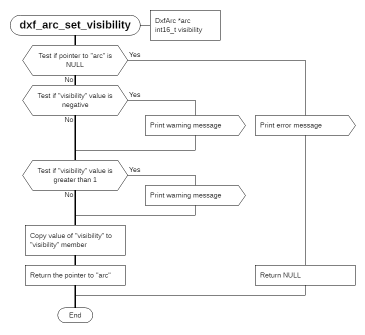 dxf_arc_set_visibility
DxfArc *arc
int16_t visibility
Test if pointer to "arc" is
NULL
Yes
No
Test if "visibility" value is
negative
Yes
No
Print warning message
Print error message
Test if "visibility" value is
greater than 1
Yes
No
Print warning message
Copy value of "visibility" to
"visibility" member
Return the pointer to "arc"
Return NULL
End